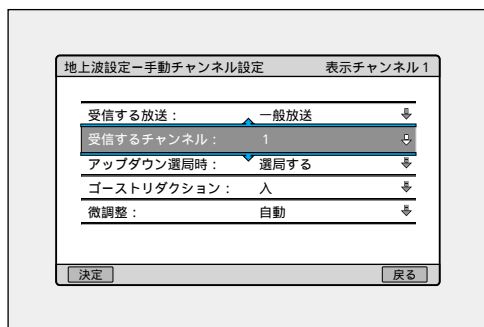 地上波設定ー手動チャンネル設定 表示チャンネル1
受信する放送： 一般放送
受信するチャンネル： 1
アップダウン選局時： 選局する
ゴーストリダクション： 入
微調整： 自動
決定 戻る